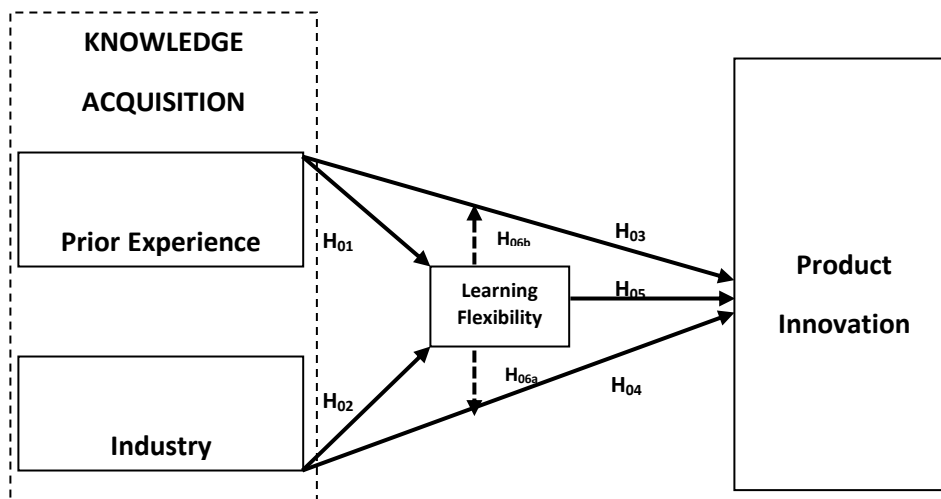 KNOWLEDGE
ACQUISITION
Prior Experience
H01
H06b
H03
Learning
Flexibility
H05
Product
Innovation
H06a
H02
H04
Industry